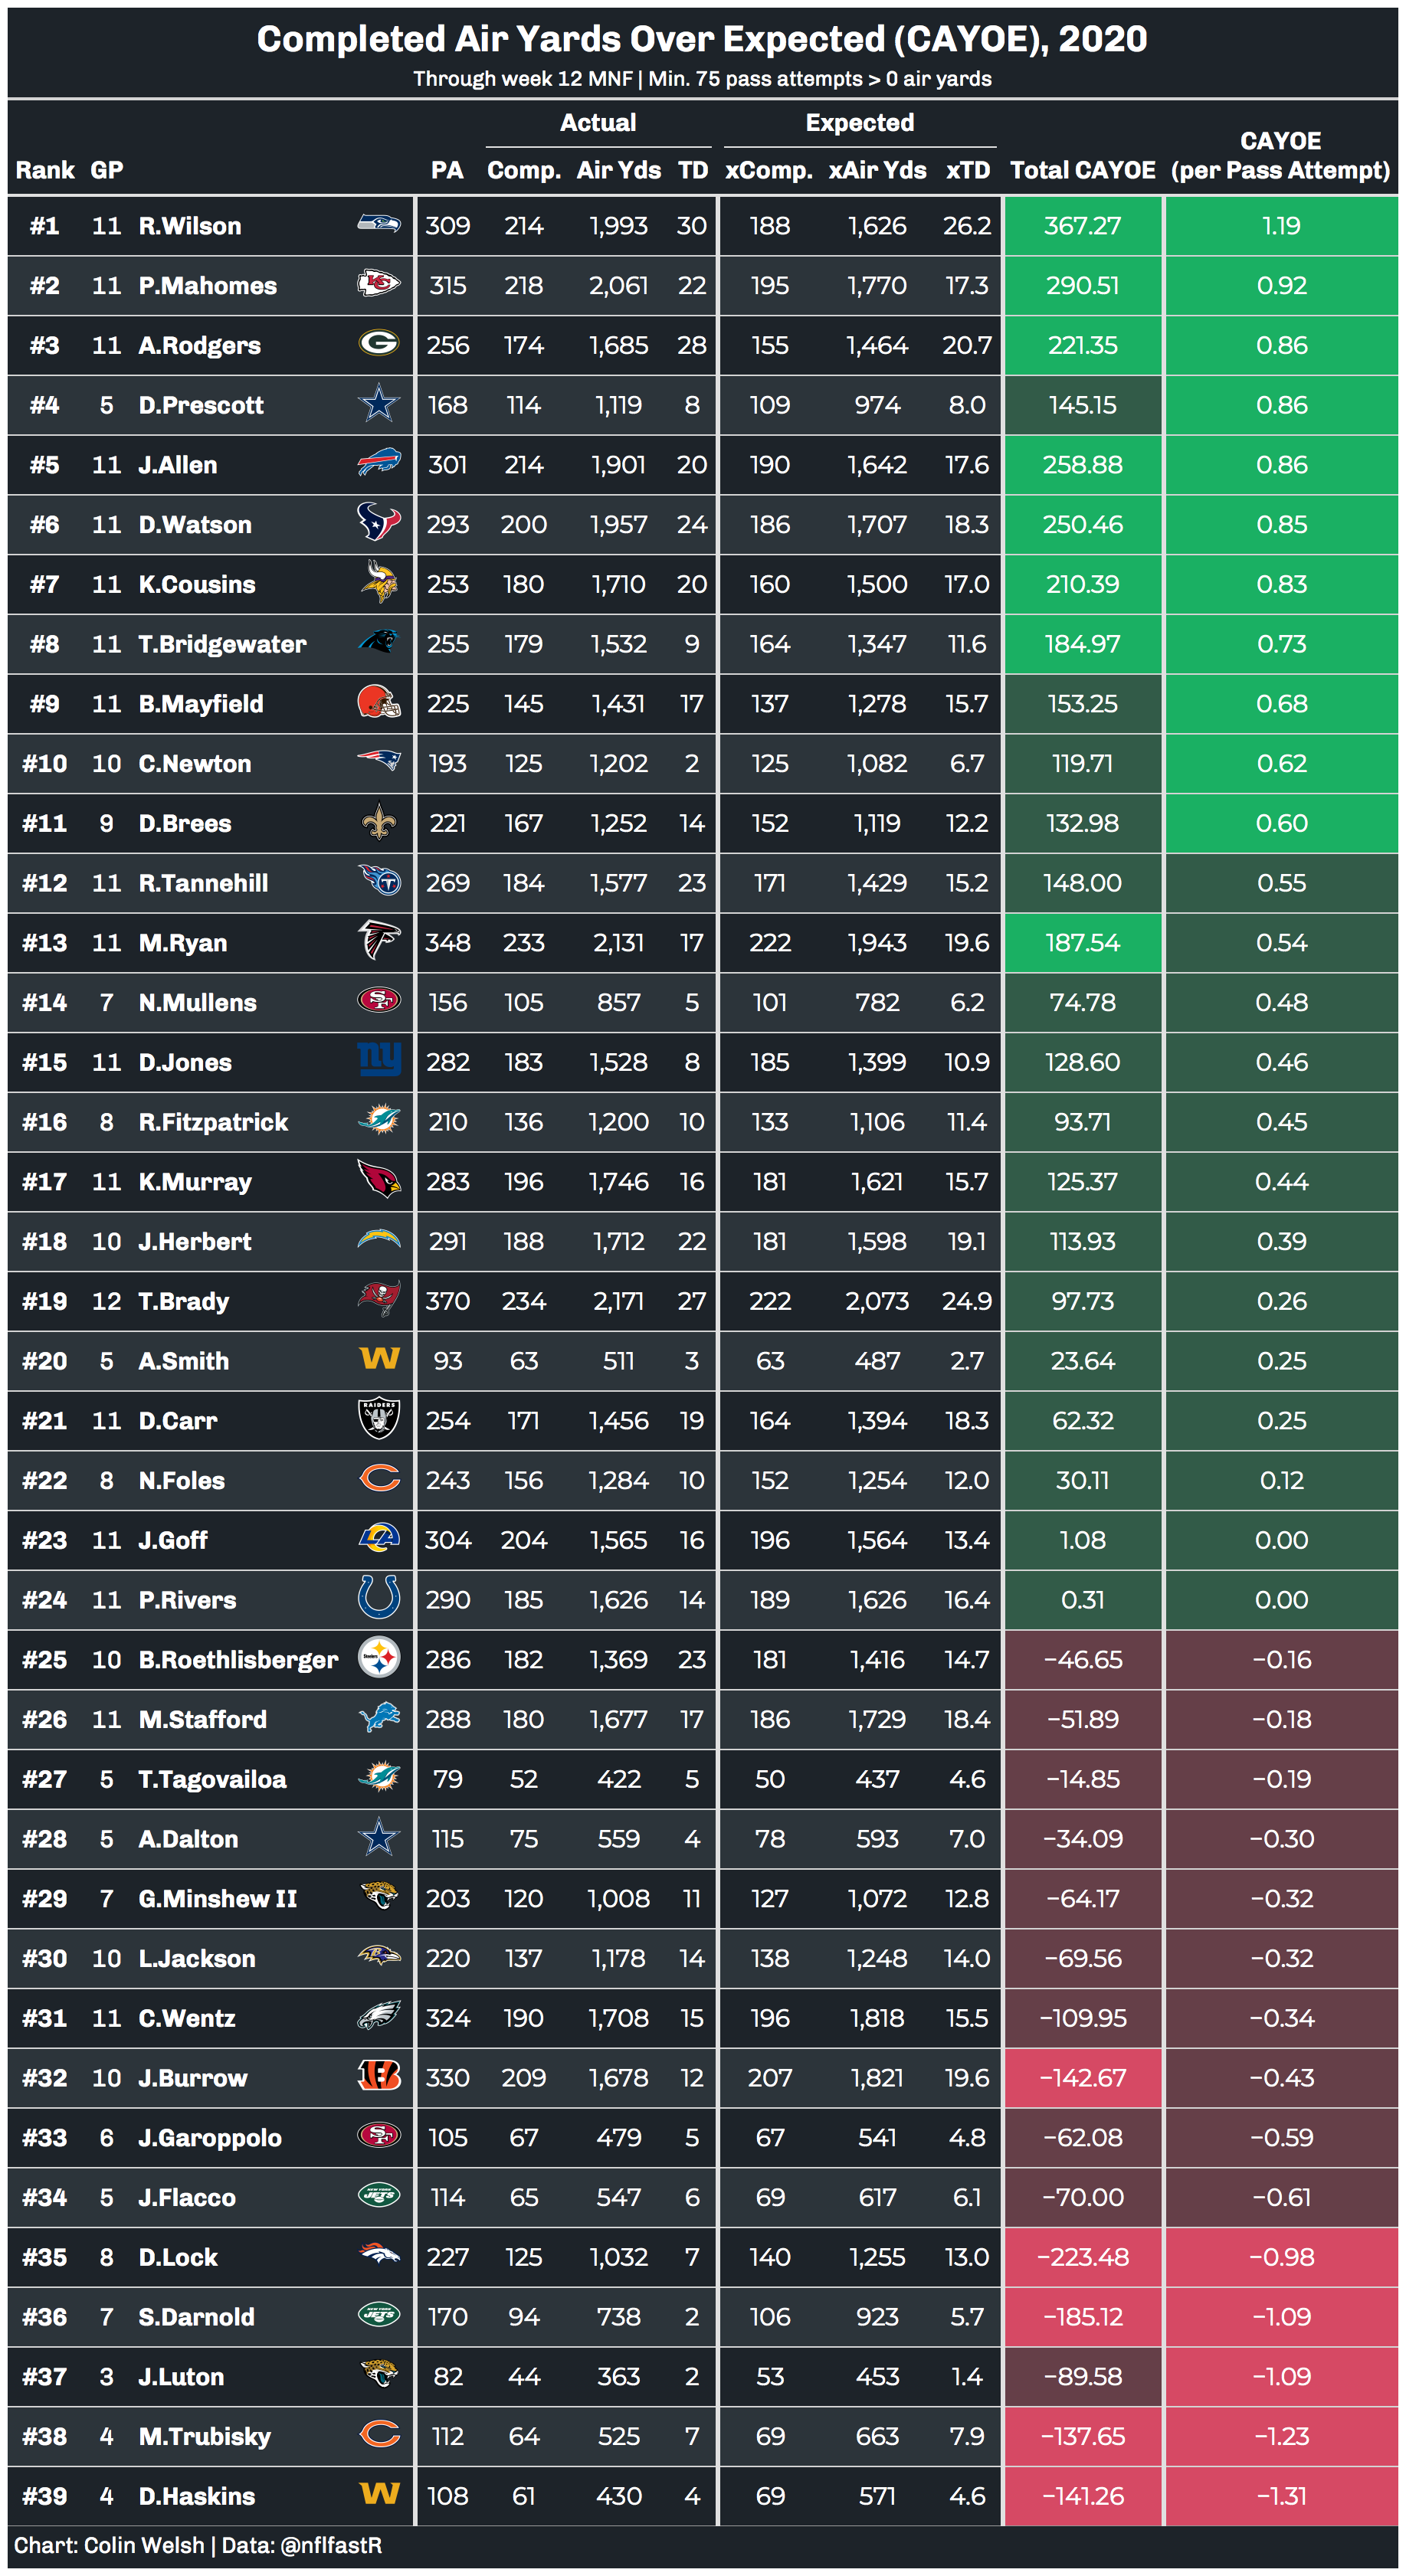 Completed Air Yards Over Expected (CAYOE), 2020
Through week 12 MNF | Min. 75 pass attempts > 0 air yards
Actual Expected
Rank GP PA Comp. Air Yds TD xComp. xAir Yds xTD Total CAYOE CAYOE (per Pass Attempt)
#1 11 R.Wilson 309 214 1,993 30 188 1,626 26.2 367.27 1.19
#2 11 P.Mahomes 315 218 2,061 22 195 1,770 17.3 290.51 0.92
#3 11 A.Rodgers 256 174 1,685 28 155 1,464 20.7 221.35 0.86
#4 5 D.Prescott 168 114 1,119 8 109 974 8.0 145.15 0.86
#5 11 J.Allen 301 214 1,901 20 190 1,642 17.6 258.88 0.86
#6 11 D.Watson 293 200 1,957 24 186 1,707 18.3 250.46 0.85
#7 11 K.Cousins 253 180 1,710 20 160 1,500 17.0 210.39 0.83
#8 11 T.Bridgewater 255 179 1,532 9 164 1,347 11.6 184.97 0.73
#9 11 B.Mayfield 225 145 1,431 17 137 1,278 15.7 153.25 0.68
#10 10 C.Newton 193 125 1,202 2 125 1,082 6.7 119.71 0.62
#11 9 D.Brees 221 167 1,252 14 152 1,119 12.2 132.98 0.60
#12 11 R.Tannehill 269 184 1,577 23 171 1,429 15.2 148.00 0.55
#13 11 M.Ryan 348 233 2,131 17 222 1,943 19.6 187.54 0.54
#14 7 N.Mullens 156 105 857 5 101 782 6.2 74.78 0.48
#15 11 D.Jones ny 282 183 1,528 8 185 1,399 10.9 128.60 0.46
#16 8 R.Fitzpatrick 210 136 1,200 10 133 1,106 11.4 93.71 0.45
#17 11 K.Murray 283 196 1,746 16 181 1,621 15.7 125.37 0.44
#18 10 J.Herbert 291 188 1,712 22 181 1,598 19.1 113.93 0.39
#19 12 T.Brady 370 234 2,171 27 222 2,073 24.9 97.73 0.26
#20 5 A.Smith W 93 63 511 3 63 487 2.7 23.64 0.25
#21 11 D.Carr RAIDERS 254 171 1,456 19 164 1,394 18.3 62.32 0.25
#22 8 N.Foles 243 156 1,284 10 152 1,254 12.0 30.11 0.12
#23 11 J.Goff LA 304 204 1,565 16 196 1,564 13.4 1.08 0.00
#24 11 P.Rivers 290 185 1,626 14 189 1,626 16.4 0.31 0.00
#25 10 B.Roethlisberger Steelers 286 182 1,369 23 181 1,416 14.7 −46.65 −0.16
#26 11 M.Stafford 288 180 1,677 17 186 1,729 18.4 −51.89 −0.18
#27 5 T.Tagovailoa 79 52 422 5 50 437 4.6 −14.85 −0.19
#28 5 A.Dalton 115 75 559 4 78 593 7.0 −34.09 −0.30
#29 7 G.Minshew II 203 120 1,008 11 127 1,072 12.8 −64.17 −0.32
#30 10 L.Jackson 220 137 1,178 14 138 1,248 14.0 −69.56 −0.32
#31 11 C.Wentz 324 190 1,708 15 196 1,818 15.5 −109.95 −0.34
#32 10 J.Burrow B 330 209 1,678 12 207 1,821 19.6 −142.67 −0.43
#33 6 J.Garoppolo SF 105 67 479 5 67 541 4.8 −62.08 −0.59
#34 5 J.Flacco JETS 114 65 547 6 69 617 6.1 −70.00 −0.61
#35 8 D.Lock 227 125 1,032 7 140 1,255 13.0 −223.48 −0.98
#36 7 S.Darnold JETS 170 94 738 2 106 923 5.7 −185.12 −1.09
#37 3 J.Luton 82 44 363 2 53 453 1.4 −89.58 −1.09
#38 4 M.Trubisky 112 64 525 7 69 663 7.9 −137.65 −1.23
#39 4 D.Haskins W 108 61 430 4 69 571 4.6 −141.26 −1.31
Chart: Colin Welsh | Data: @nflfastR